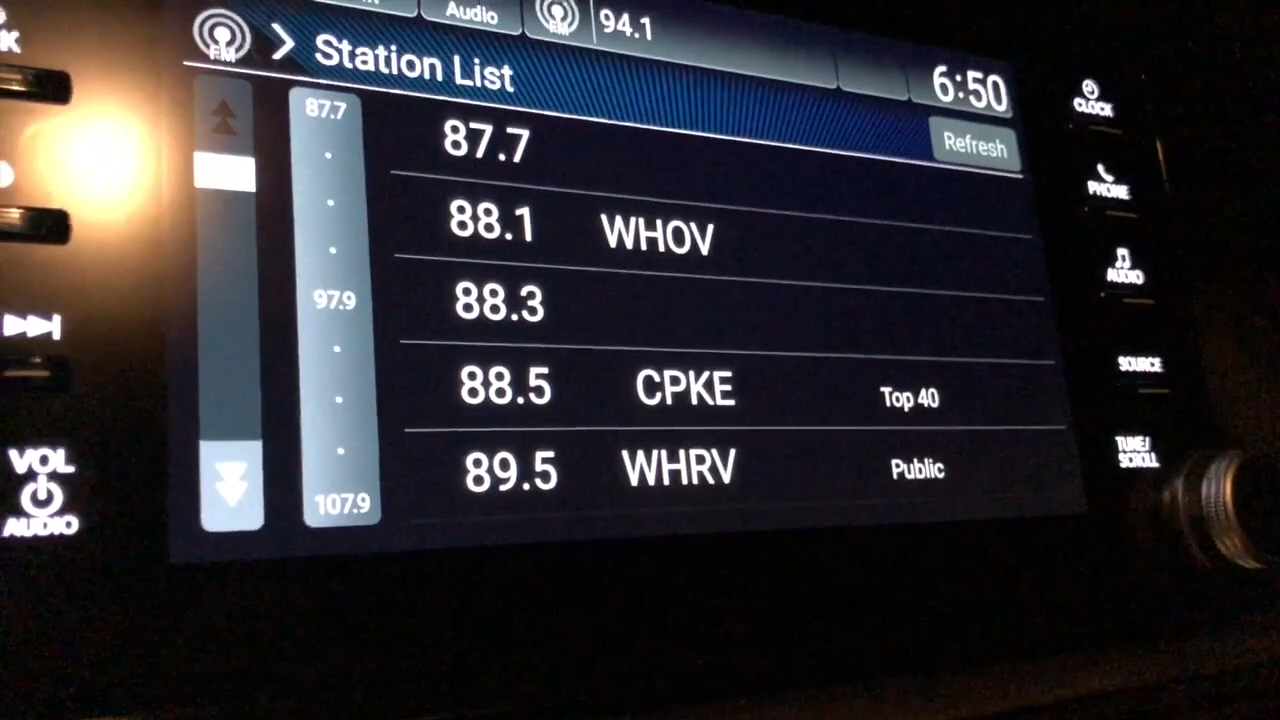 Audio
FM
94.1
FM
Station List
6:50
Refresh
87.7
97.9
107.9
87.7
88.1 WHOV
88.3
88.5 CPKE Top 40
89.5 WHRV Public
VOL
AUDIO
CLOCK
PHONE
AUDIO
SOURCE
TUNE/
SCROLL